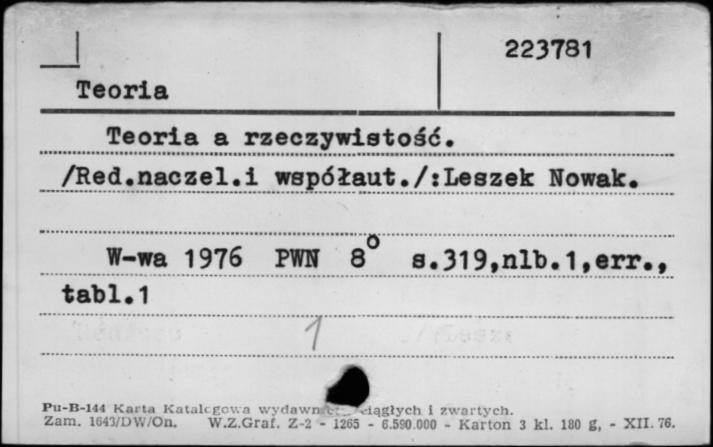 223781
Teoria
Teoria a rzeczywistość.
/Red.naczel.i współaut./:Leszek Nowak.
W-wa 1976 PWN 8° s.319,nlb.1,err.,
tabl.1
1
Pu-B-144 Karta Katalogowa wydawn ciągłych i zwartych.
Zam. 1643/DW/On. W.Z.Graf. Z-2 - 1265 - 6.590.000 - Karton 3 kl. 180 g, - XII. 76.